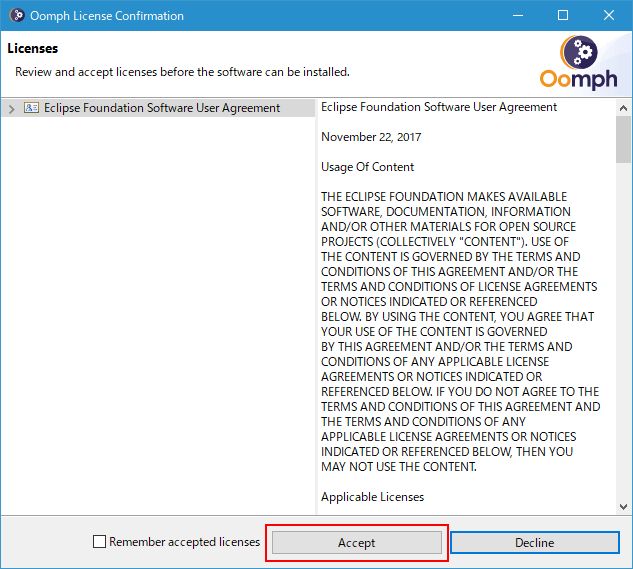 Oomph License Confirmation
Licenses
Review and accept licenses before the software can be installed.
Oomph
Eclipse Foundation Software User Agreement
Eclipse Foundation Software User Agreement
November 22, 2017
Usage Of Content
THE ECLIPSE FOUNDATION MAKES AVAILABLE
SOFTWARE, DOCUMENTATION, INFORMATION
AND/OR OTHER MATERIALS FOR OPEN SOURCE
PROJECTS (COLLECTIVELY "CONTENT"). USE OF
THE CONTENT IS GOVERNED BY THE TERMS AND
CONDITIONS OF THIS AGREEMENT AND/OR THE
TERMS AND CONDITIONS OF LICENSE AGREEMENTS
OR NOTICES INDICATED OR REFERENCED
BELOW. BY USING THE CONTENT, YOU AGREE THAT
YOUR USE OF THE CONTENT IS GOVERNED
BY THIS AGREEMENT AND/OR THE TERMS AND
CONDITIONS OF ANY APPLICABLE LICENSE
AGREEMENTS OR NOTICES INDICATED OR
REFERENCED BELOW. IF YOU DO NOT AGREE TO THE
TERMS AND CONDITIONS OF THIS AGREEMENT AND
THE TERMS AND CONDITIONS OF ANY
APPLICABLE LICENSE AGREEMENTS OR NOTICES
INDICATED OR REFERENCED BELOW, THEN YOU
MAY NOT USE THE CONTENT.
Applicable Licenses
Remember accepted licenses
Accept
Decline